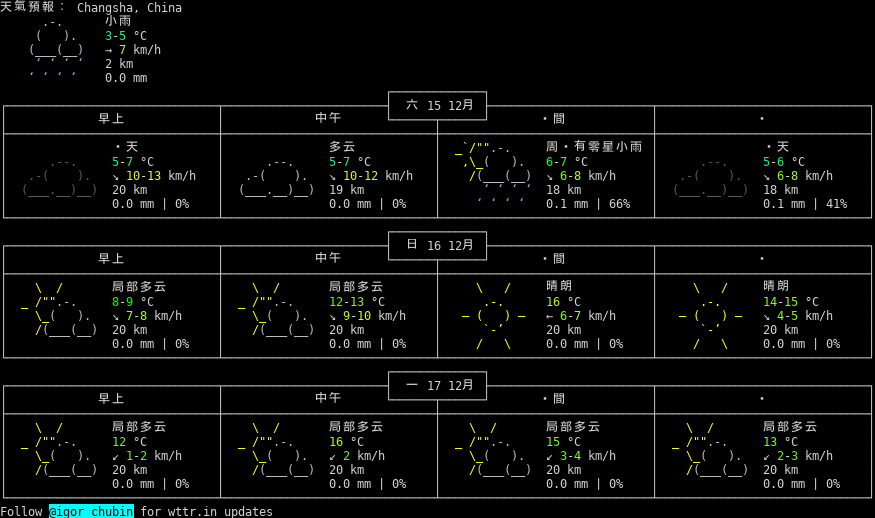 天氣預報： Changsha, China
小雨
3-5 °C
→ 7 km/h
2 km
0.0 mm
六 15 12月
早上 中午 ・間 ・
・天 多云 周・有零星小雨 ・天
5-7 °C 5-7 °C 6-7 °C 5-6 °C
↘ 10-13 km/h ↘ 10-12 km/h ↘ 6-8 km/h ↘ 6-8 km/h
20 km 19 km 18 km 18 km
0.0 mm | 0% 0.0 mm | 0% 0.1 mm | 66% 0.1 mm | 41%
日 16 12月
早上 中午 ・間 ・
局部多云 局部多云 晴朗 晴朗
8-9 °C 12-13 °C 16 °C 14-15 °C
↘ 7-8 km/h ↘ 9-10 km/h ← 6-7 km/h ↙ 4-5 km/h
20 km 20 km 20 km 20 km
0.0 mm | 0% 0.0 mm | 0% 0.0 mm | 0% 0.0 mm | 0%
一 17 12月
早上 中午 ・間 ・
局部多云 局部多云 局部多云 局部多云
12 °C 16 °C 15 °C 13 °C
↙ 1-2 km/h ↙ 2 km/h ↙ 3-4 km/h ↙ 2-3 km/h
20 km 20 km 20 km 20 km
0.0 mm | 0% 0.0 mm | 0% 0.0 mm | 0% 0.0 mm | 0%
Follow @igor_chubin for wttr.in updates